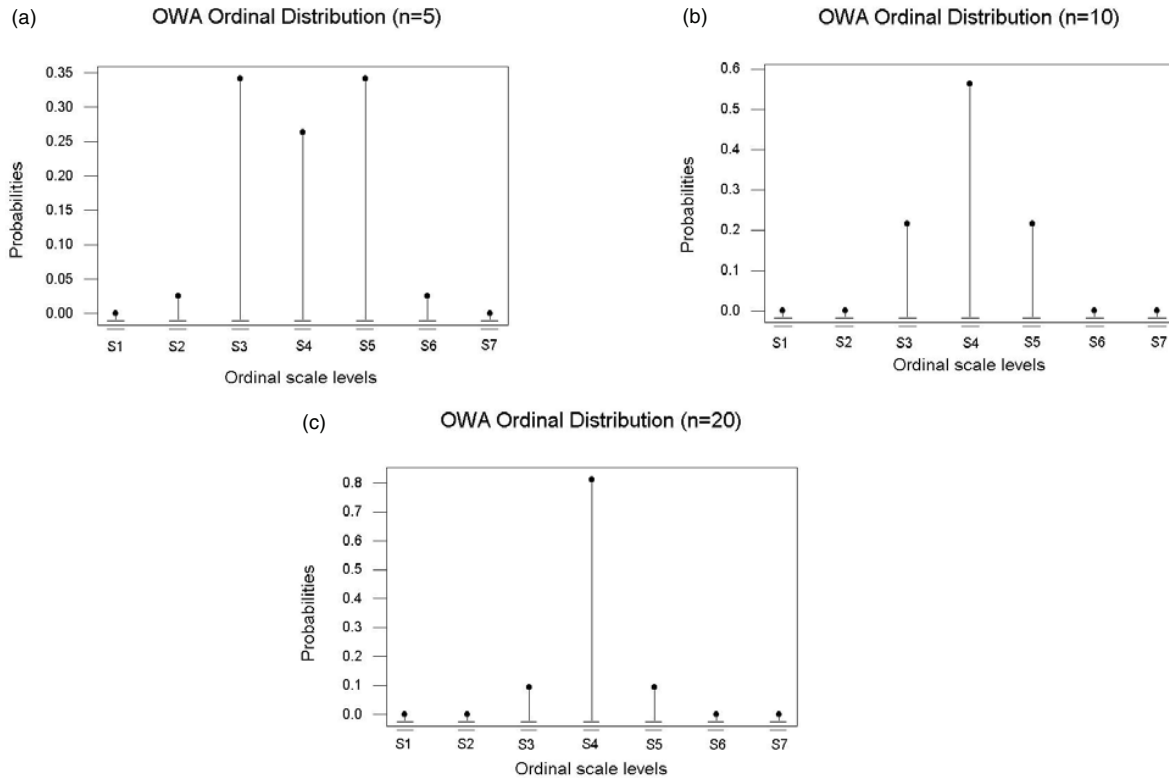 (a)
OWA Ordinal Distribution (n=5)
0.35
0.30
0.25
0.20
0.15
0.10
0.05
0.00
Probabilities
S1 S2 S3 S4 S5 S6 S7
Ordinal scale levels
(b)
OWA Ordinal Distribution (n=10)
0.6
0.5
0.4
0.3
0.2
0.1
0.0
Probabilities
S1 S2 S3 S4 S5 S6 S7
Ordinal scale levels
(c)
OWA Ordinal Distribution (n=20)
0.8
0.7
0.6
0.5
0.4
0.3
0.2
0.1
0.0
Probabilities
S1 S2 S3 S4 S5 S6 S7
Ordinal scale levels